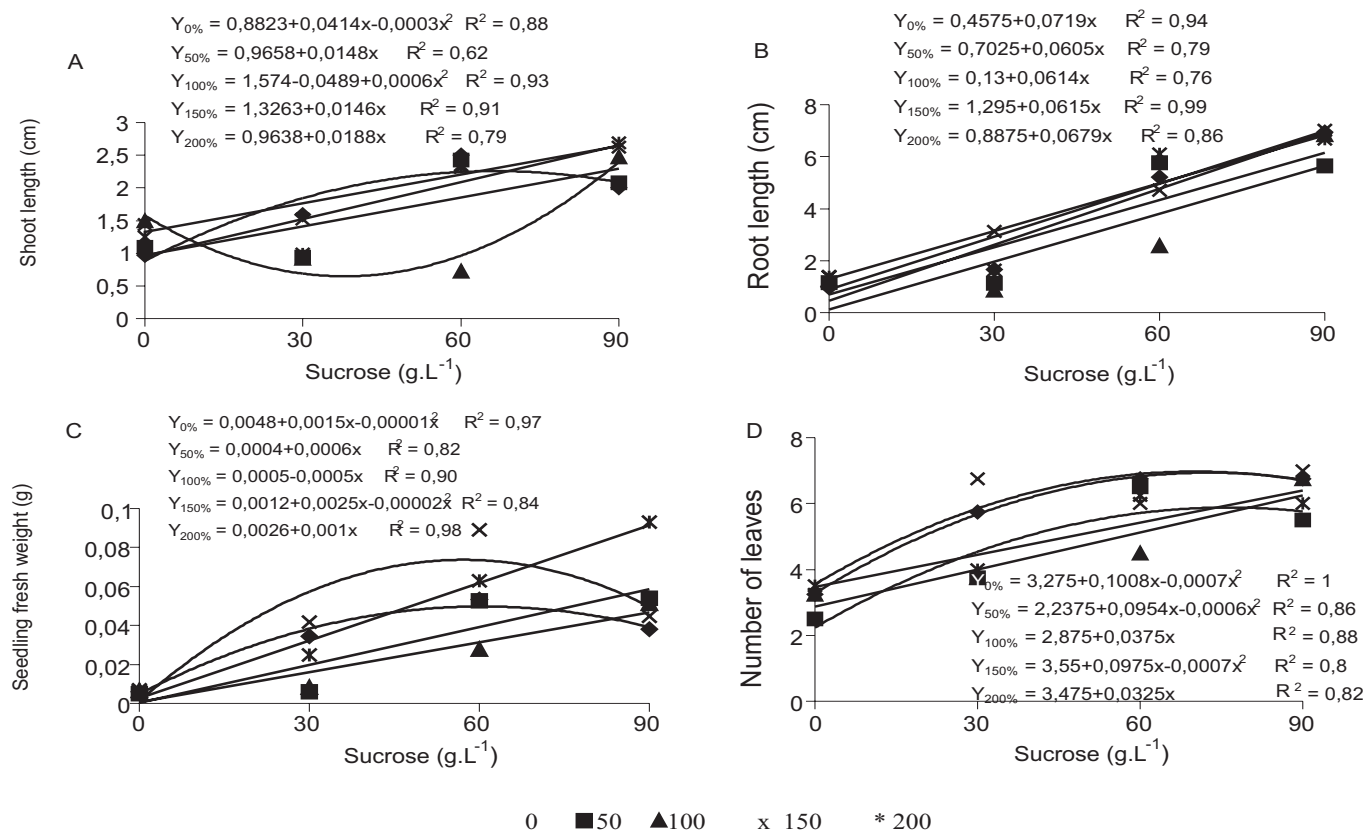 A
Y0% = 0,8823+0,0414x-0,0003x² R² = 0,88
Y50% = 0,9658+0,0148x R² = 0,62
Y100% = 1,574-0,0489+0,0006x² R² = 0,93
Y150% = 1,3263+0,0146x R² = 0,91
Y200% = 0,9638+0,0188x R² = 0,79
Shoot length (cm)
3
2,5
2
1,5
1
0,5
0
0 30 60 90
Sucrose (g.L⁻¹)
B
Y0% = 0,4575+0,0719x R² = 0,94
Y50% = 0,7025+0,0605x R² = 0,79
Y100% = 0,13+0,0614x R² = 0,76
Y150% = 1,295+0,0615x R² = 0,99
Y200% = 0,8875+0,0679x R² = 0,86
Root length (cm)
8
6
4
2
0
0 30 60 90
Sucrose (g.L⁻¹)
C
Y0% = 0,0048+0,0015x-0,00001x² R² = 0,97
Y50% = 0,0004+0,0006x R² = 0,82
Y100% = 0,0005-0,0005x R² = 0,90
Y150% = 0,0012+0,0025x-0,00002x² R² = 0,84
Y200% = 0,0026+0,001x R² = 0,98
Seedling fresh weight (g)
0,1
0,08
0,06
0,04
0,02
0
0 30 60 90
Sucrose (g.L⁻¹)
D
Number of leaves
8
6
4
2
0
Y0% = 3,275+0,1008x-0,0007x² R² = 1
Y50% = 2,2375+0,0954x-0,0006x² R² = 0,86
Y100% = 2,875+0,0375x R² = 0,88
Y150% = 3,55+0,0975x-0,0007x² R² = 0,8
Y200% = 3,475+0,0325x R² = 0,82
0 30 60 90
Sucrose (g.L⁻¹)
0 ■50 ▲100 x 150 * 200